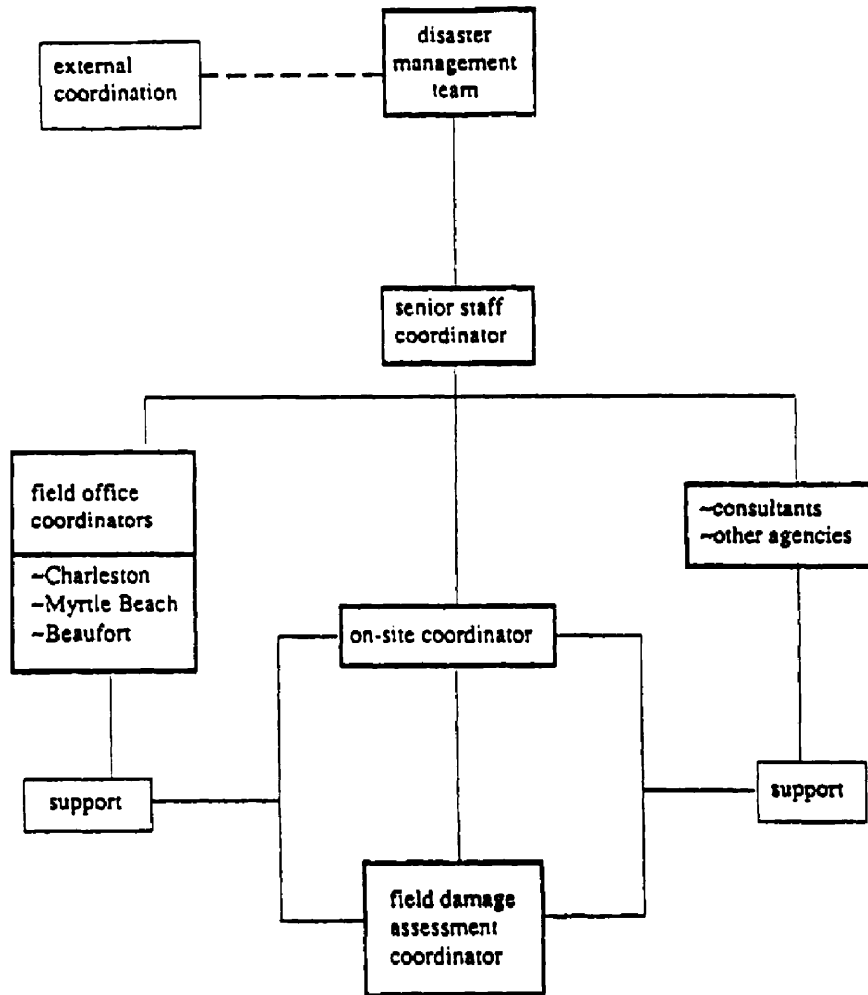 disaster
management
team
external
coordination
senior staff
coordinator
field office
coordinators
~Charleston
~Myrtle Beach
~Beaufort
~consultants
~other agencies
on-site coordinator
support
support
field damage
assessment
coordinator